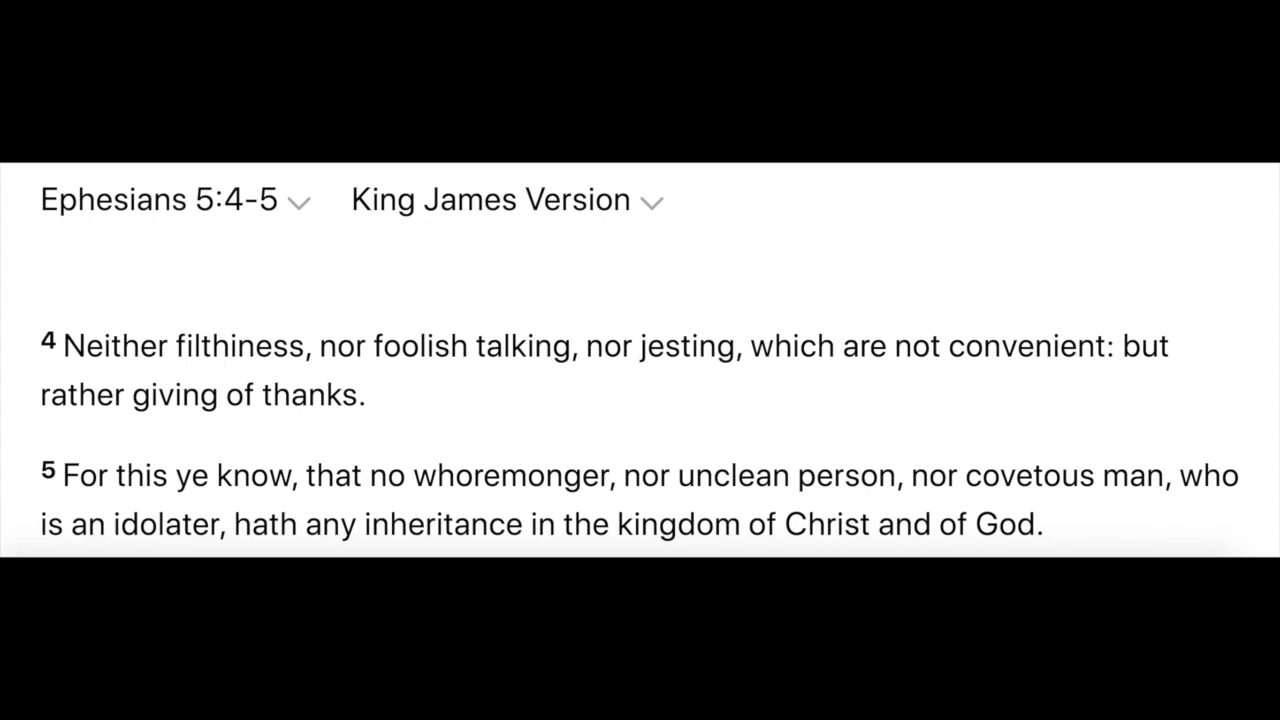 Ephesians 5:4-5 King James Version
4 Neither filthiness, nor foolish talking, nor jesting, which are not convenient: but
rather giving of thanks.
5 For this ye know, that no whoremonger, nor unclean person, nor covetous man, who
is an idolater, hath any inheritance in the kingdom of Christ and of God.